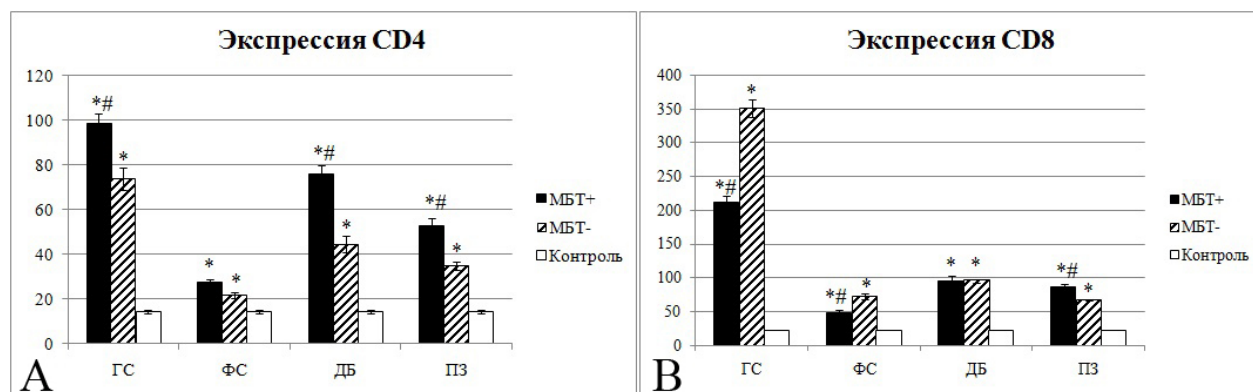 Экспрессия CD4
120
100
80
60
40
20
0
*#
*
*
*
*#
*
*#
*
ГС
ФС
ДБ
ПЗ
МБТ+
МБТ-
Контроль
A
Экспрессия CD8
400
350
300
250
200
150
100
50
0
*#
*
*#
*
*
*
*#
*
ГС
ФС
ДБ
ПЗ
МБТ+
МБТ-
Контроль
B